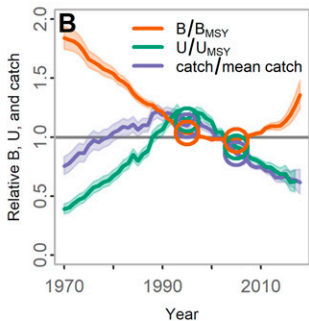 B
B/BMSY
U/UMSY
catch/mean catch
Relative B, U, and catch
2.0
1.5
1.0
0.5
0.0
1970
1990
2010
Year